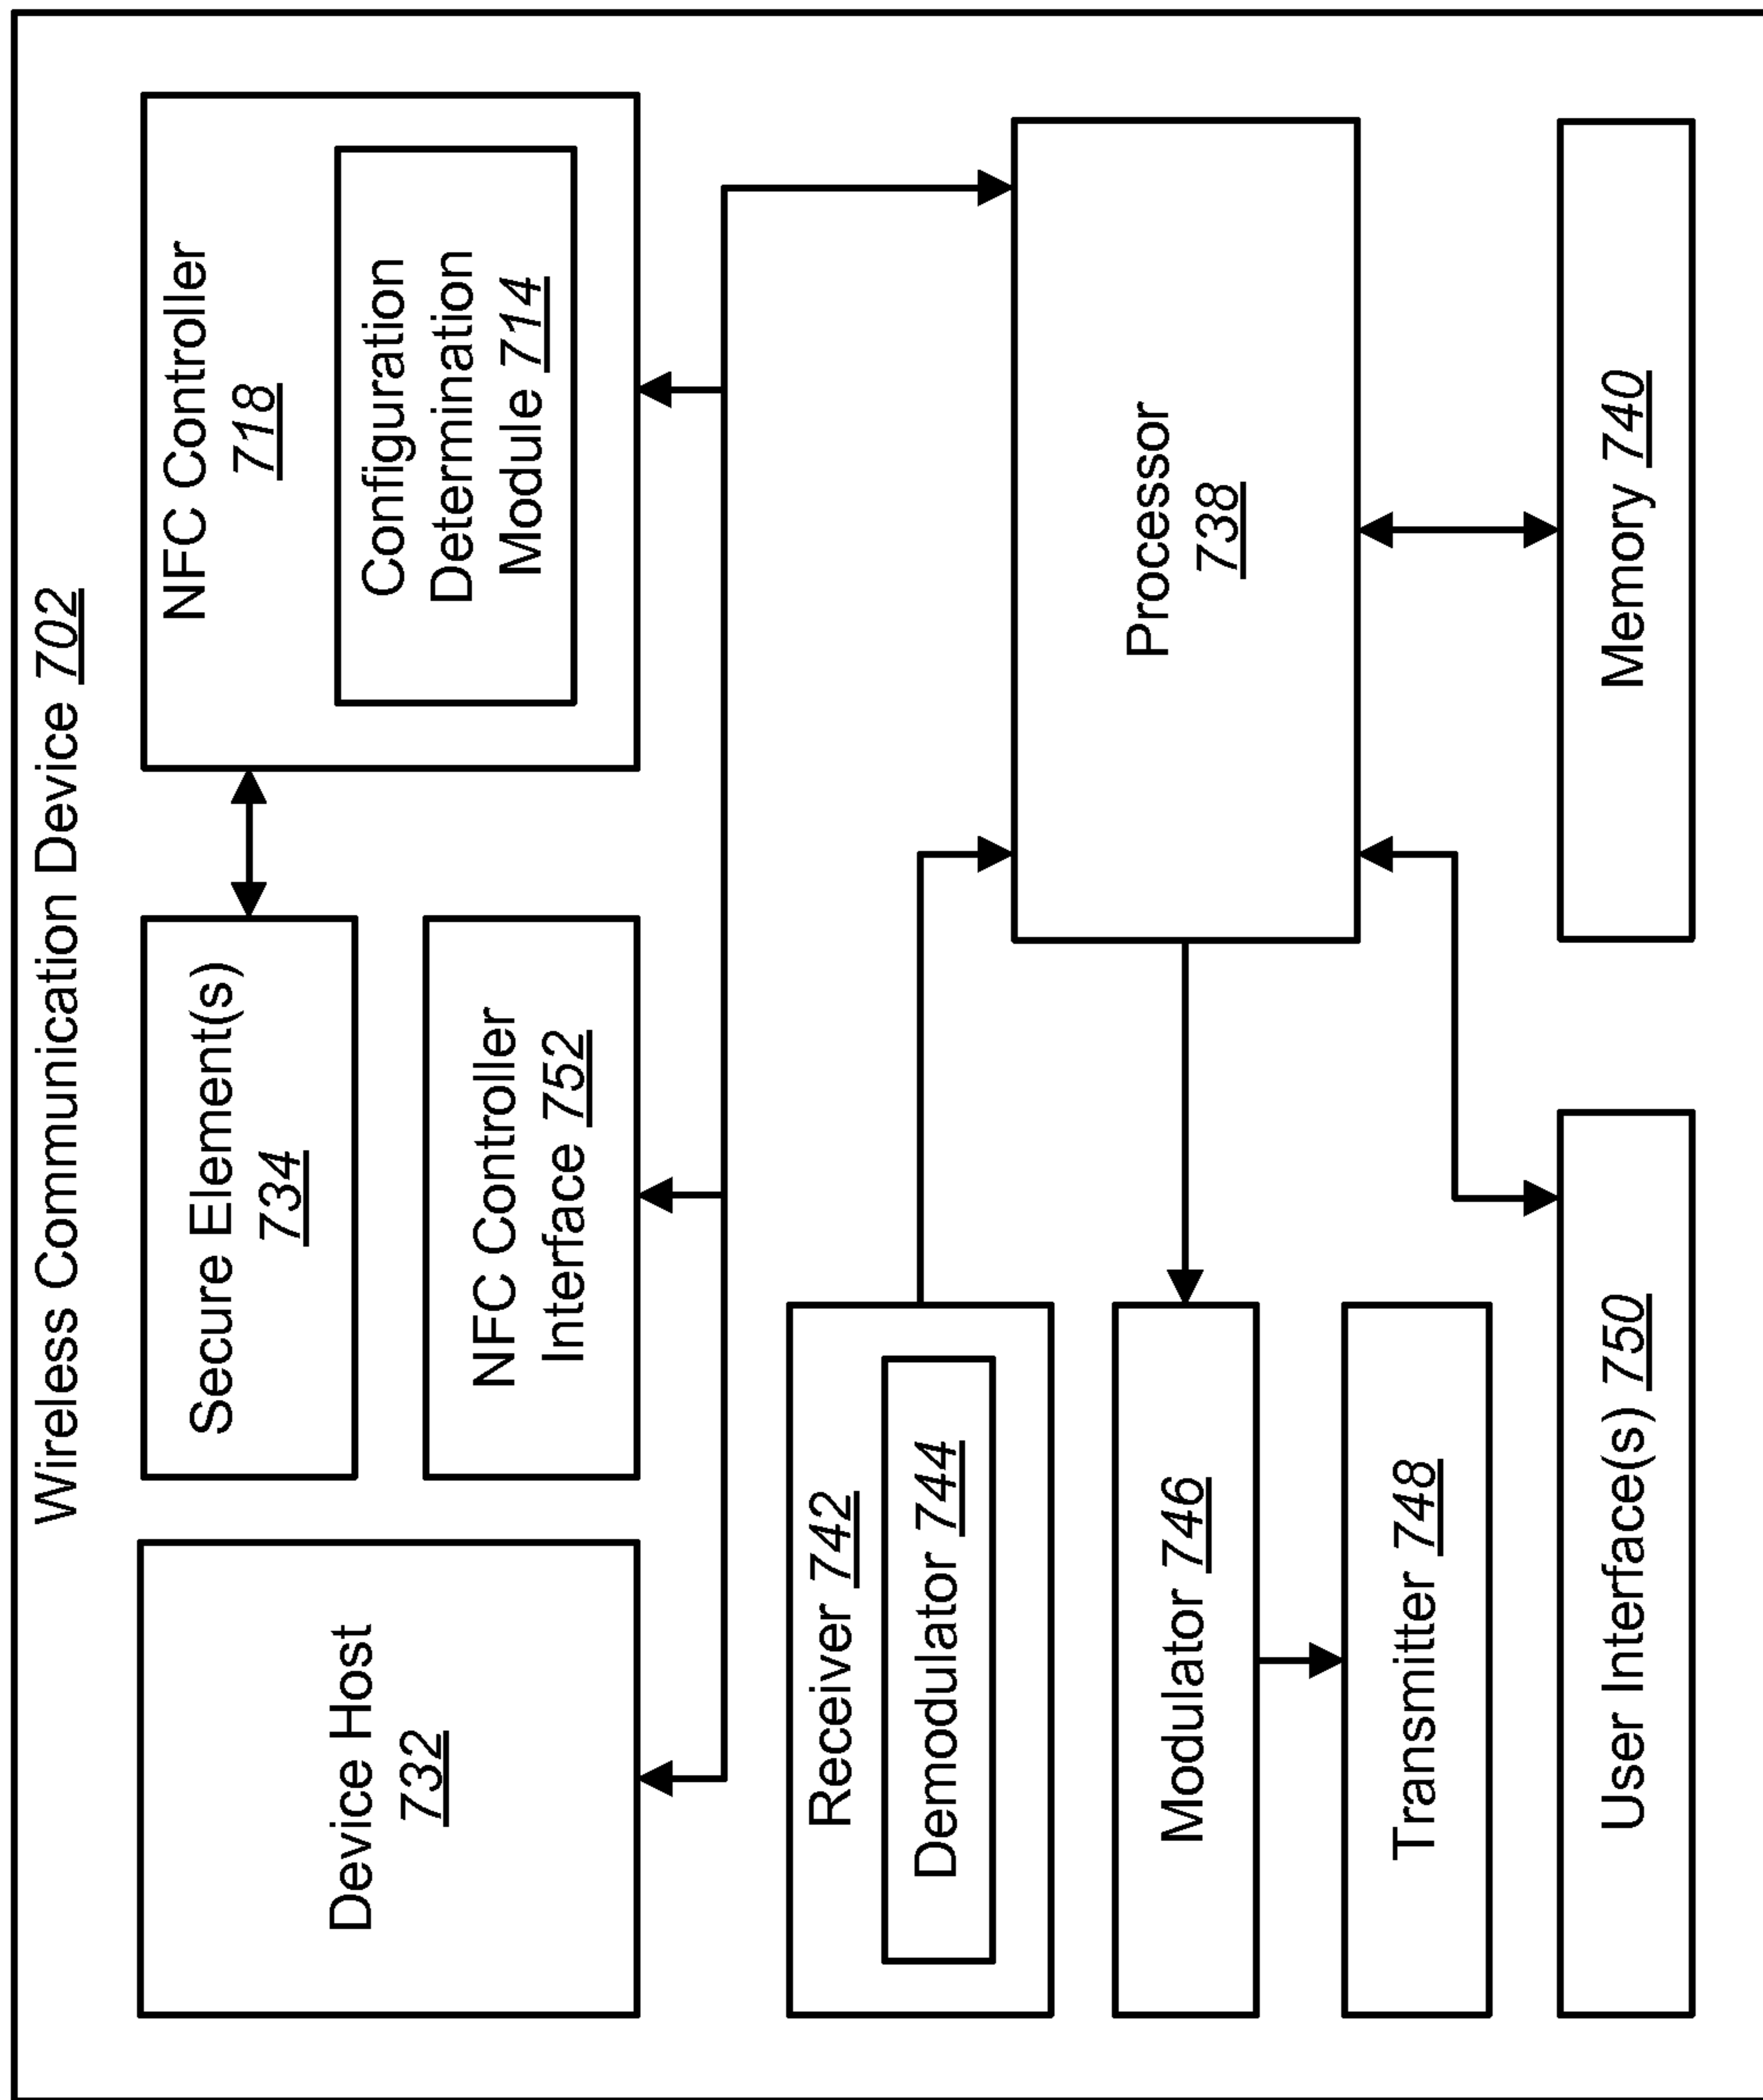 Wireless Communication Device 702
Device Host
732
Secure Element(s)
734
NFC Controller
Interface 752
NFC Controller
718
Configuration
Determination
Module 714
Receiver 742
Demodulator 744
Modulator 746
Transmitter 748
Processor
738
User Interface(s) 750
Memory 740